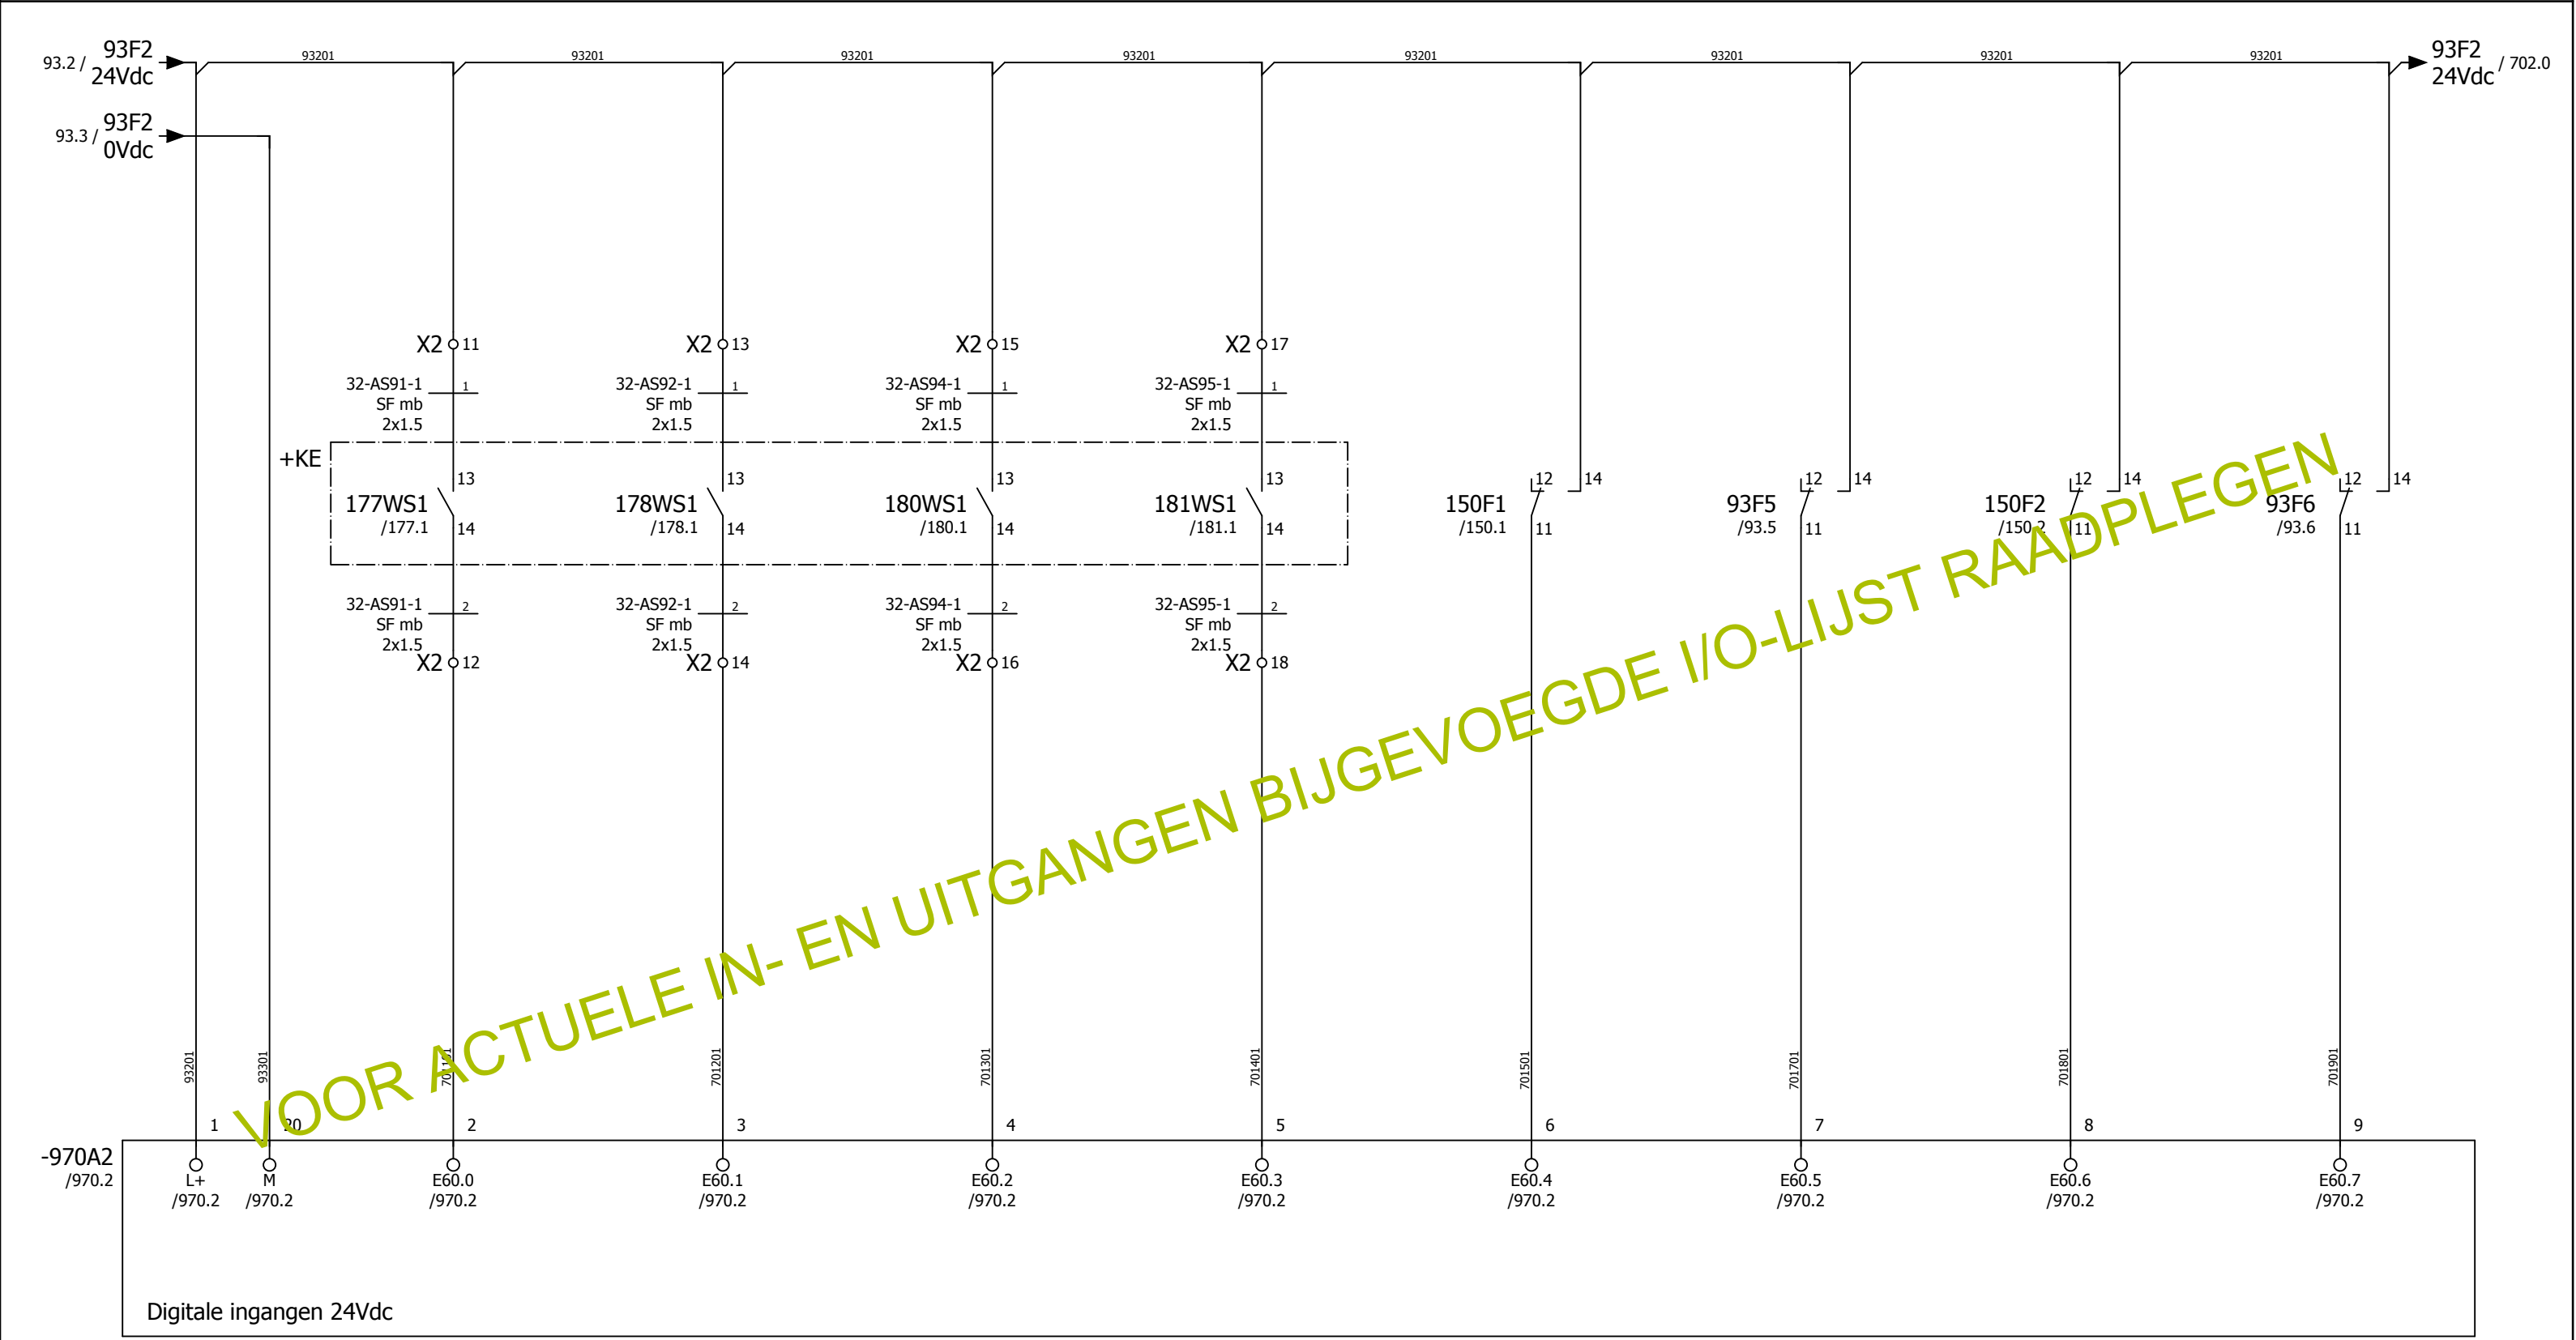 93201 93201 93201 93201 93201 93201 93201 93201
93.2 / 93F2
24Vdc
93F2
24Vdc / 702.0
93.3 / 93F2
0Vdc
X2 11 X2 13 X2 15 X2 17
32-AS91-1 1 32-AS92-1 1 32-AS94-1 1 32-AS95-1 1
SF mb SF mb SF mb SF mb
2x1.5 2x1.5 2x1.5 2x1.5
+KE
13 13 13 13 12 14 12 14 12 14 12 14
177WS1 178WS1 180WS1 181WS1 150F1 93F5 150F2 93F6
/177.1 14 /178.1 14 /180.1 14 /181.1 14 /150.1 11 /93.5 11 /150.2 11 /93.6 11
32-AS91-1 2 32-AS92-1 2 32-AS94-1 2 32-AS95-1 2
SF mb SF mb SF mb SF mb
2x1.5 2x1.5 2x1.5 2x1.5
X2 12 X2 14 X2 16 X2 18
VOOR ACTUELE IN- EN UITGANGEN BIJGEVOEGDE I/O-LIJST RAADPLEGEN
93201 93301 701201 701301 701401 701501 701701 701801 701901
1 20 2 3 4 5 6 7 8 9
-970A2
/970.2
L+ M E60.0 E60.1 E60.2 E60.3 E60.4 E60.5 E60.6 E60.7
/970.2 /970.2 /970.2 /970.2 /970.2 /970.2 /970.2 /970.2 /970.2 /970.2
Digitale ingangen 24Vdc